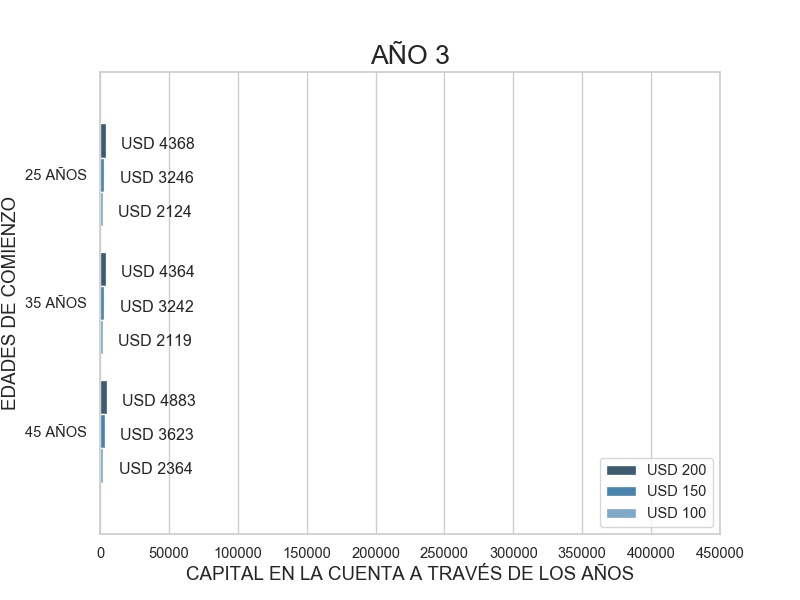 AÑO 3
EDADES DE COMIENZO
25 AÑOS
USD 4368
USD 3246
USD 2124
35 AÑOS
USD 4364
USD 3242
USD 2119
45 AÑOS
USD 4883
USD 3623
USD 2364
USD 200
USD 150
USD 100
0 50000 100000 150000 200000 250000 300000 350000 400000 450000
CAPITAL EN LA CUENTA A TRAVÉS DE LOS AÑOS